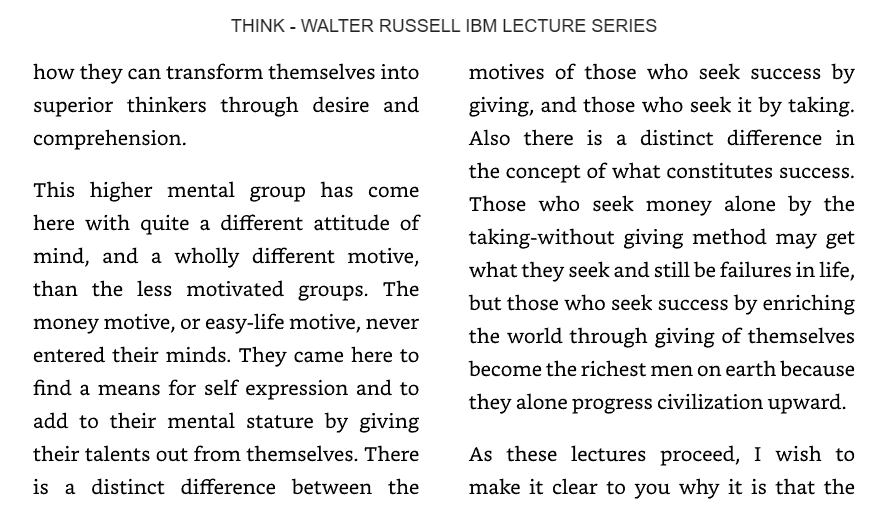 THINK - WALTER RUSSELL IBM LECTURE SERIES
how they can transform themselves into
superior thinkers through desire and
comprehension.
This higher mental group has come
here with quite a different attitude of
mind, and a wholly different motive,
than the less motivated groups. The
money motive, or easy-life motive, never
entered their minds. They came here to
find a means for self expression and to
add to their mental stature by giving
their talents out from themselves. There
is a distinct difference between the
motives of those who seek success by
giving, and those who seek it by taking.
Also there is a distinct difference in
the concept of what constitutes success.
Those who seek money alone by the
taking-without giving method may get
what they seek and still be failures in life,
but those who seek success by enriching
the world through giving of themselves
become the richest men on earth because
they alone progress civilization upward.
As these lectures proceed, I wish to
make it clear to you why it is that the